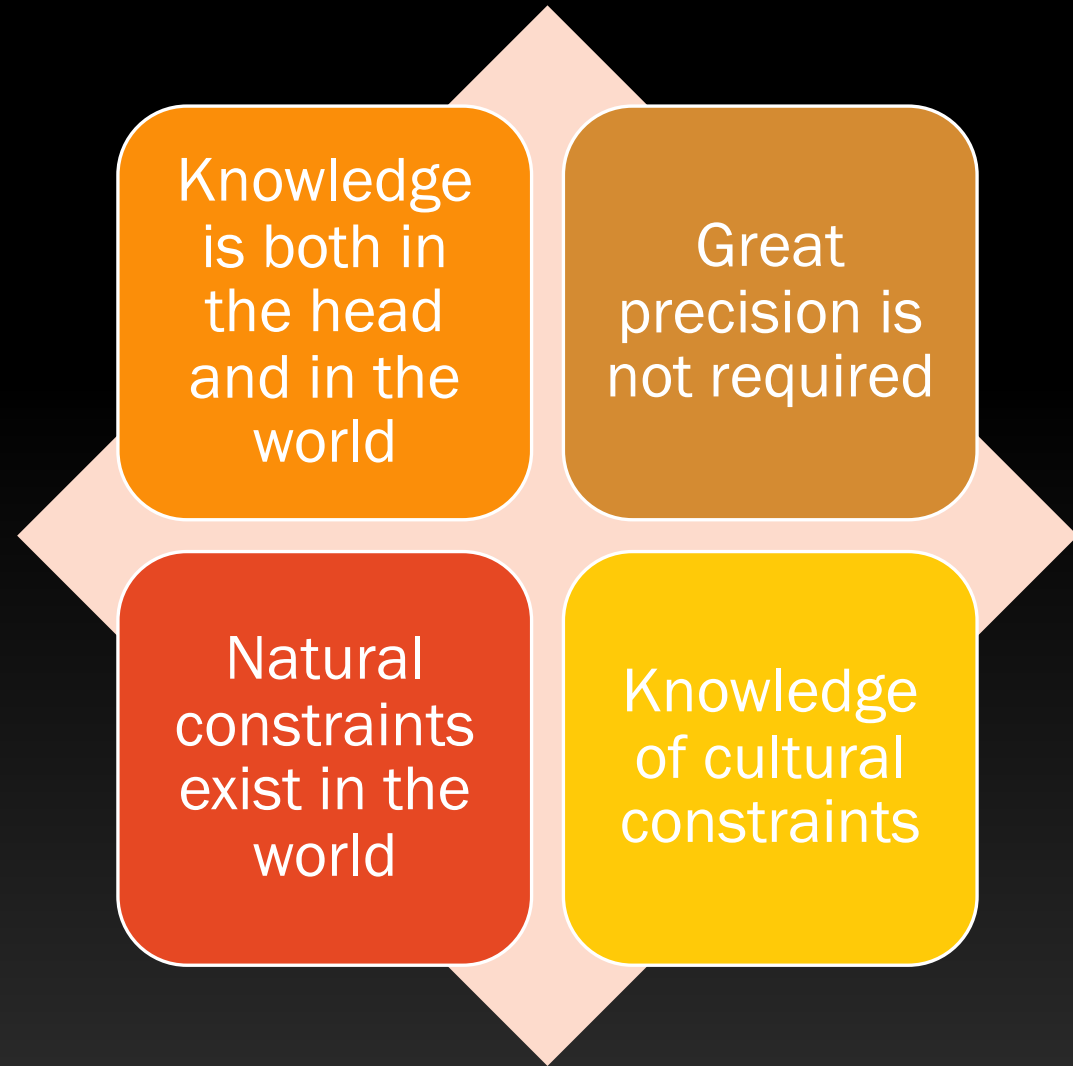 Knowledge
is both in
the head
and in the
world
Great
precision is
not required
Natural
constraints
exist in the
world
Knowledge
of cultural
constraints